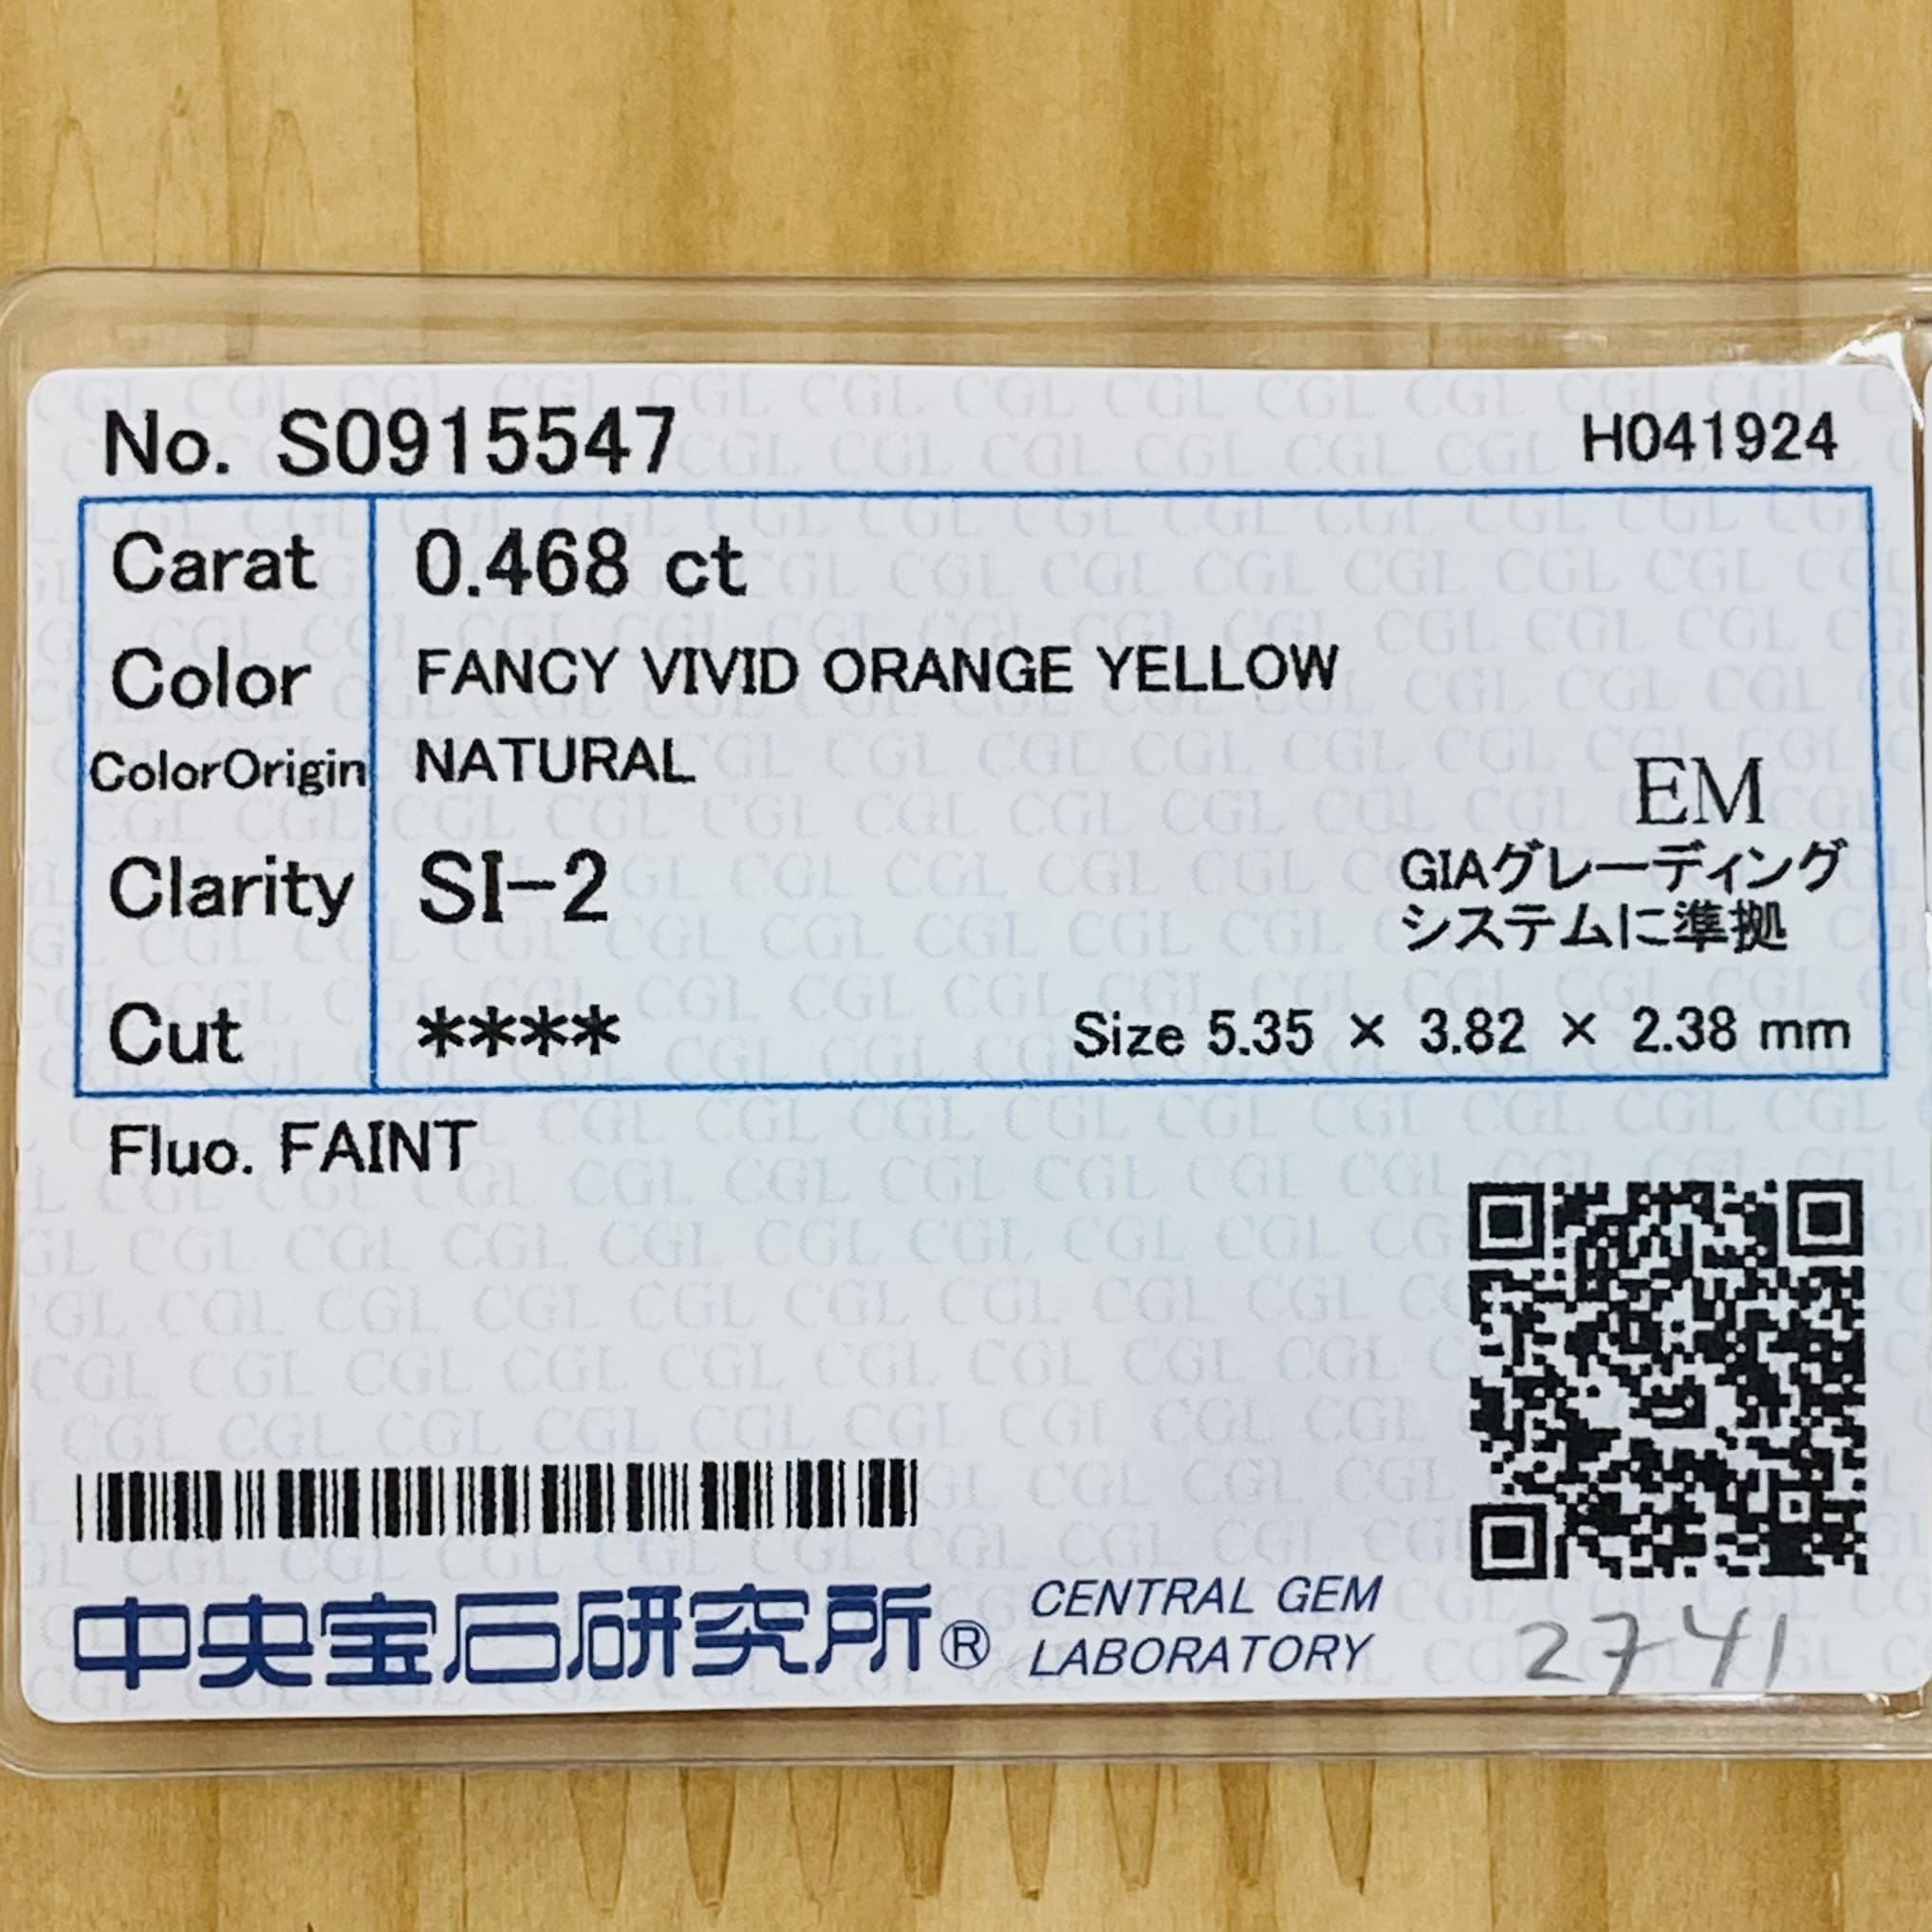 No. S0915547
H041924
Carat 0.468 ct
Color FANCY VIVID ORANGE YELLOW
ColorOrigin NATURAL
EM
Clarity SI-2
GIAグレーディング
システムに準拠
Cut ****
Size 5.35 × 3.82 × 2.38 mm
Fluo. FAINT
中央宝石研究所®
CENTRAL GEM
LABORATORY
2741